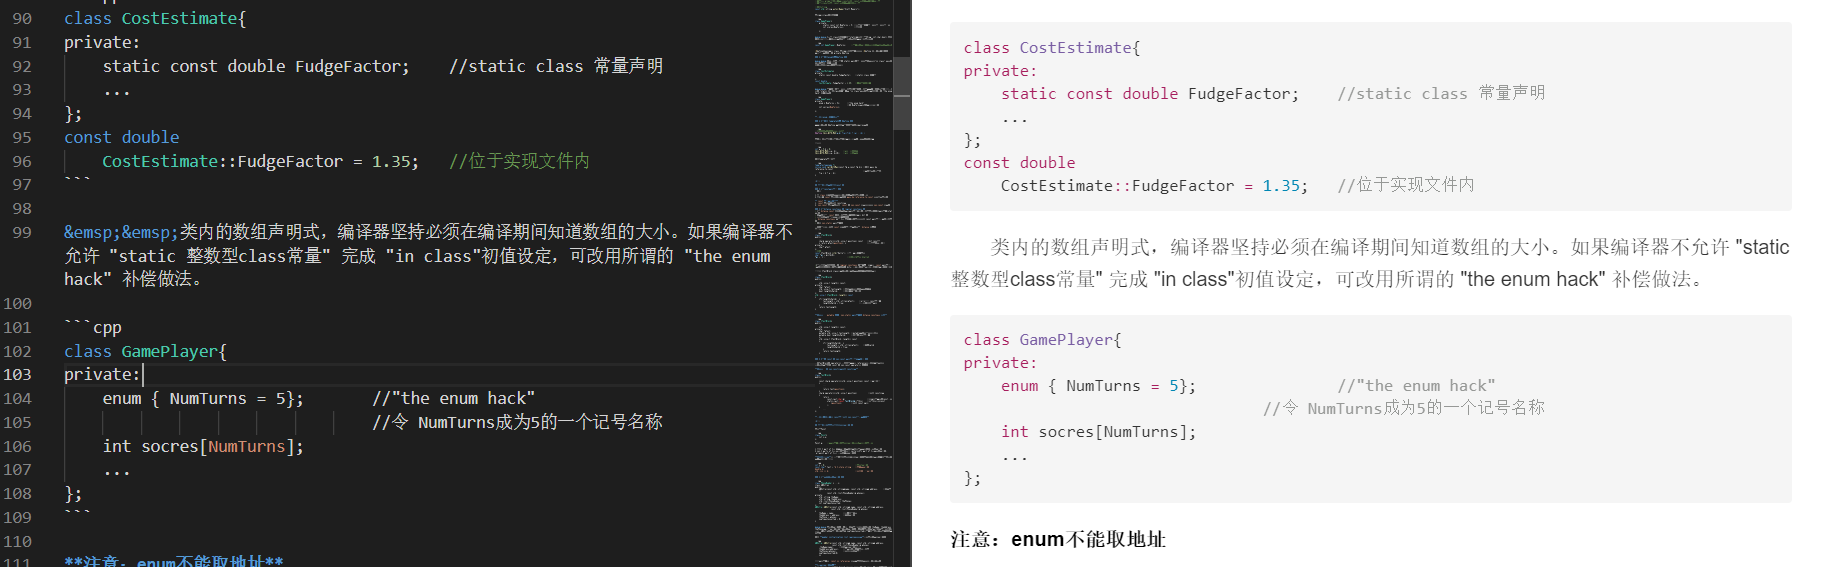 90 class CostEstimate{
91 private:
92 static const double FudgeFactor; //static class 常量声明
93 ...
94 };
95 const double
96 CostEstimate::FudgeFactor = 1.35; //位于实现文件内
97 ```
98
99 &emsp;&emsp;类内的数组声明式，编译器坚持必须在编译期间知道数组的大小。如果编译器不
允许 "static 整数型class常量" 完成 "in class"初值设定，可改用所谓的 "the enum
hack" 补偿做法。
100
101 ```cpp
102 class GamePlayer{
103 private:
104 enum { NumTurns = 5}; //"the enum hack"
105 //令 NumTurns成为5的一个记号名称
106 int socres[NumTurns];
107 ...
108 };
109 ```
110
111 **注意：enum不能取地址**
class CostEstimate{
private:
static const double FudgeFactor; //static class 常量声明
...
};
const double
CostEstimate::FudgeFactor = 1.35; //位于实现文件内
类内的数组声明式，编译器坚持必须在编译期间知道数组的大小。如果编译器不允许 "static
整数型class常量" 完成 "in class"初值设定，可改用所谓的 "the enum hack" 补偿做法。
class GamePlayer{
private:
enum { NumTurns = 5}; //"the enum hack"
//令 NumTurns成为5的一个记号名称
int socres[NumTurns];
...
};
注意：enum不能取地址